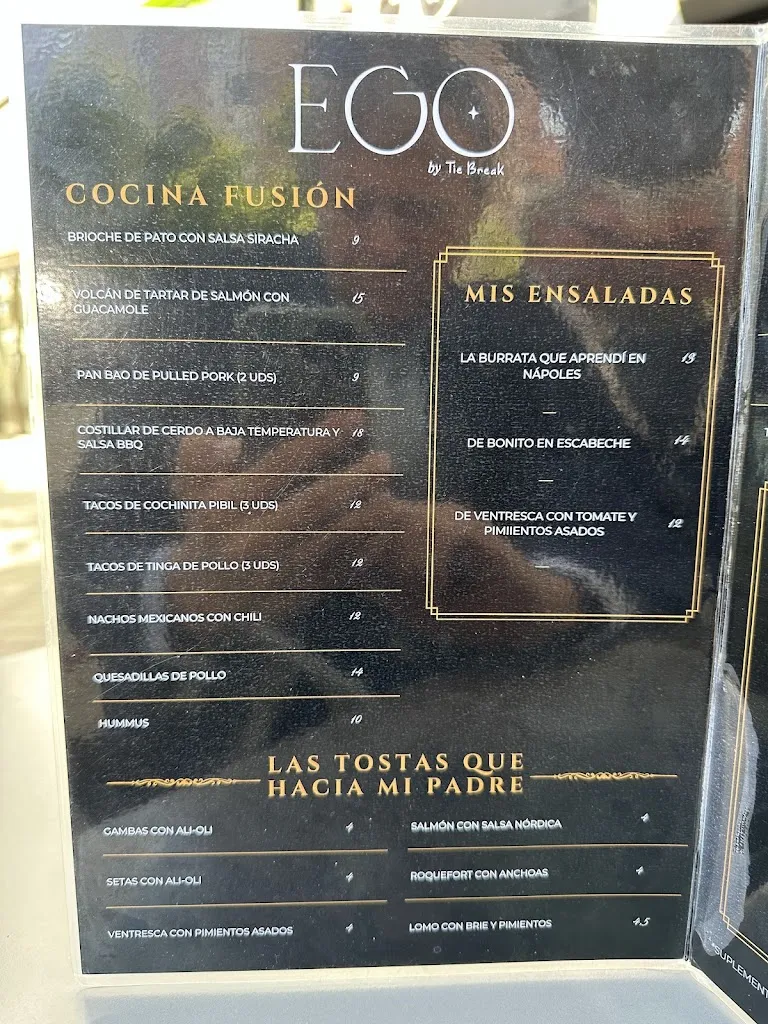 EGO
by Tie Break
COCINA FUSIÓN
BRIOCHE DE PATO CON SALSA SIRACHA 9
VOLCÁN DE TARTAR DE SALMÓN CON 15
GUACAMOLE
PAN BAO DE PULLED PORK (2 UDS) 9
COSTILLAR DE CERDO A BAJA TEMPERATURA Y 18
SALSA BBQ
TACOS DE COCHINITA PIBIL (3 UDS) 12
TACOS DE TINGA DE POLLO (3 UDS) 12
NACHOS MEXICANOS CON CHILI 12
QUESADILLAS DE POLLO 14
HUMMUS 10
MIS ENSALADAS
LA BURRATA QUE APRENDÍ EN 13
NÁPOLES
DE BONITO EN ESCABECHE 14
DE VENTRESCA CON TOMATE Y 12
PIMIIENTOS ASADOS
LAS TOSTAS QUE
HACIA MI PADRE
GAMBAS CON ALI-OLI 4
SETAS CON ALI-OLI 4
VENTRESCA CON PIMIENTOS ASADOS 4
SALMÓN CON SALSA NÓRDICA 4
ROQUEFORT CON ANCHOAS 4
LOMO CON BRIE Y PIMIENTOS 4.5